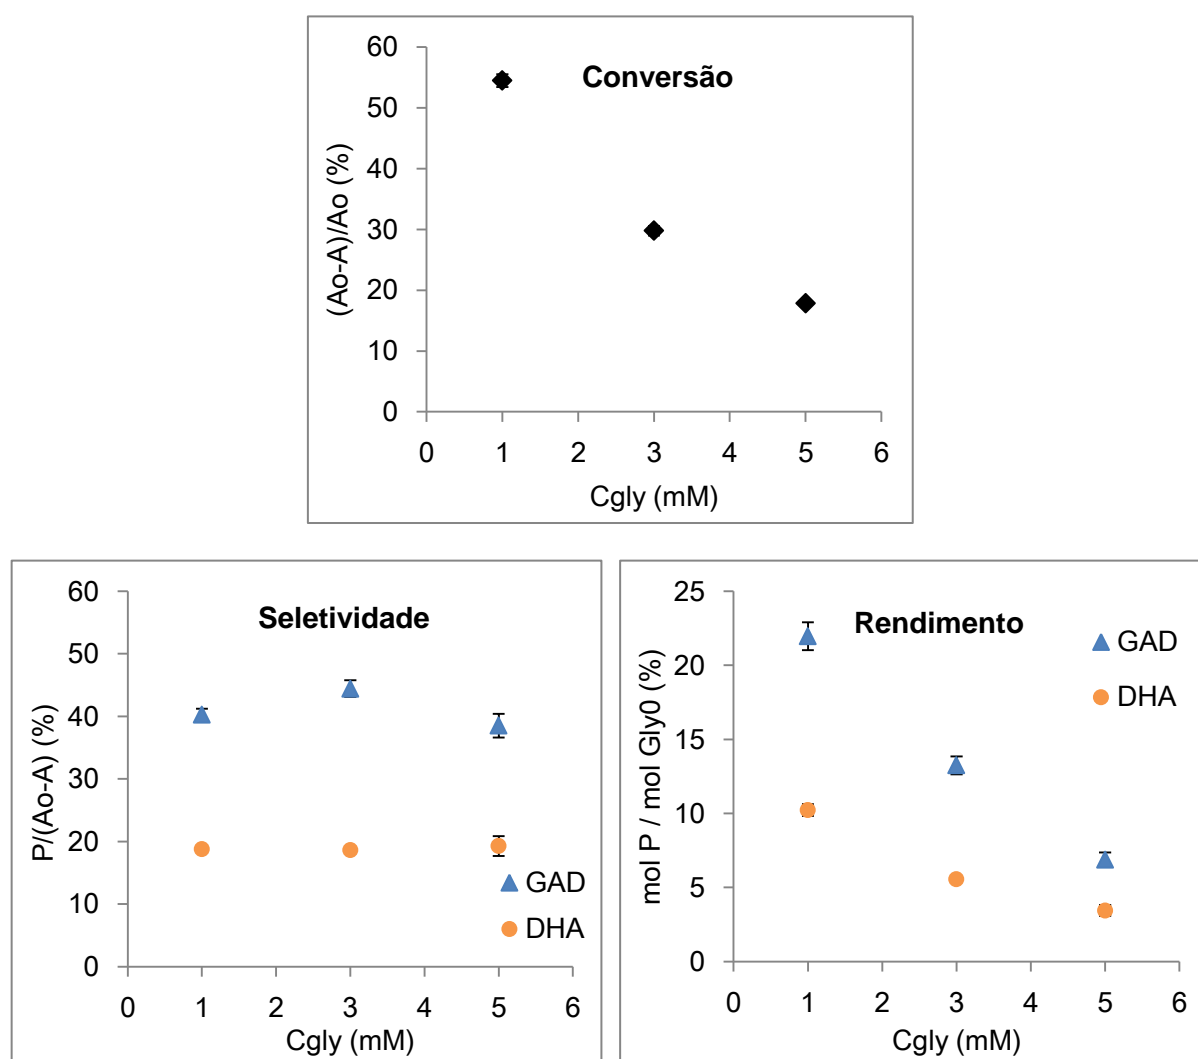 Conversão
(Ao-A)/Ao (%)
60
50
40
30
20
10
0
0 1 2 3 4 5 6
Cgly (mM)
Seletividade
P/(Ao-A) (%)
60
50
40
30
20
10
0
GAD
DHA
0 1 2 3 4 5 6
Cgly (mM)
Rendimento
mol P / mol Gly0 (%)
25
20
15
10
5
0
GAD
DHA
0 1 2 3 4 5 6
Cgly (mM)